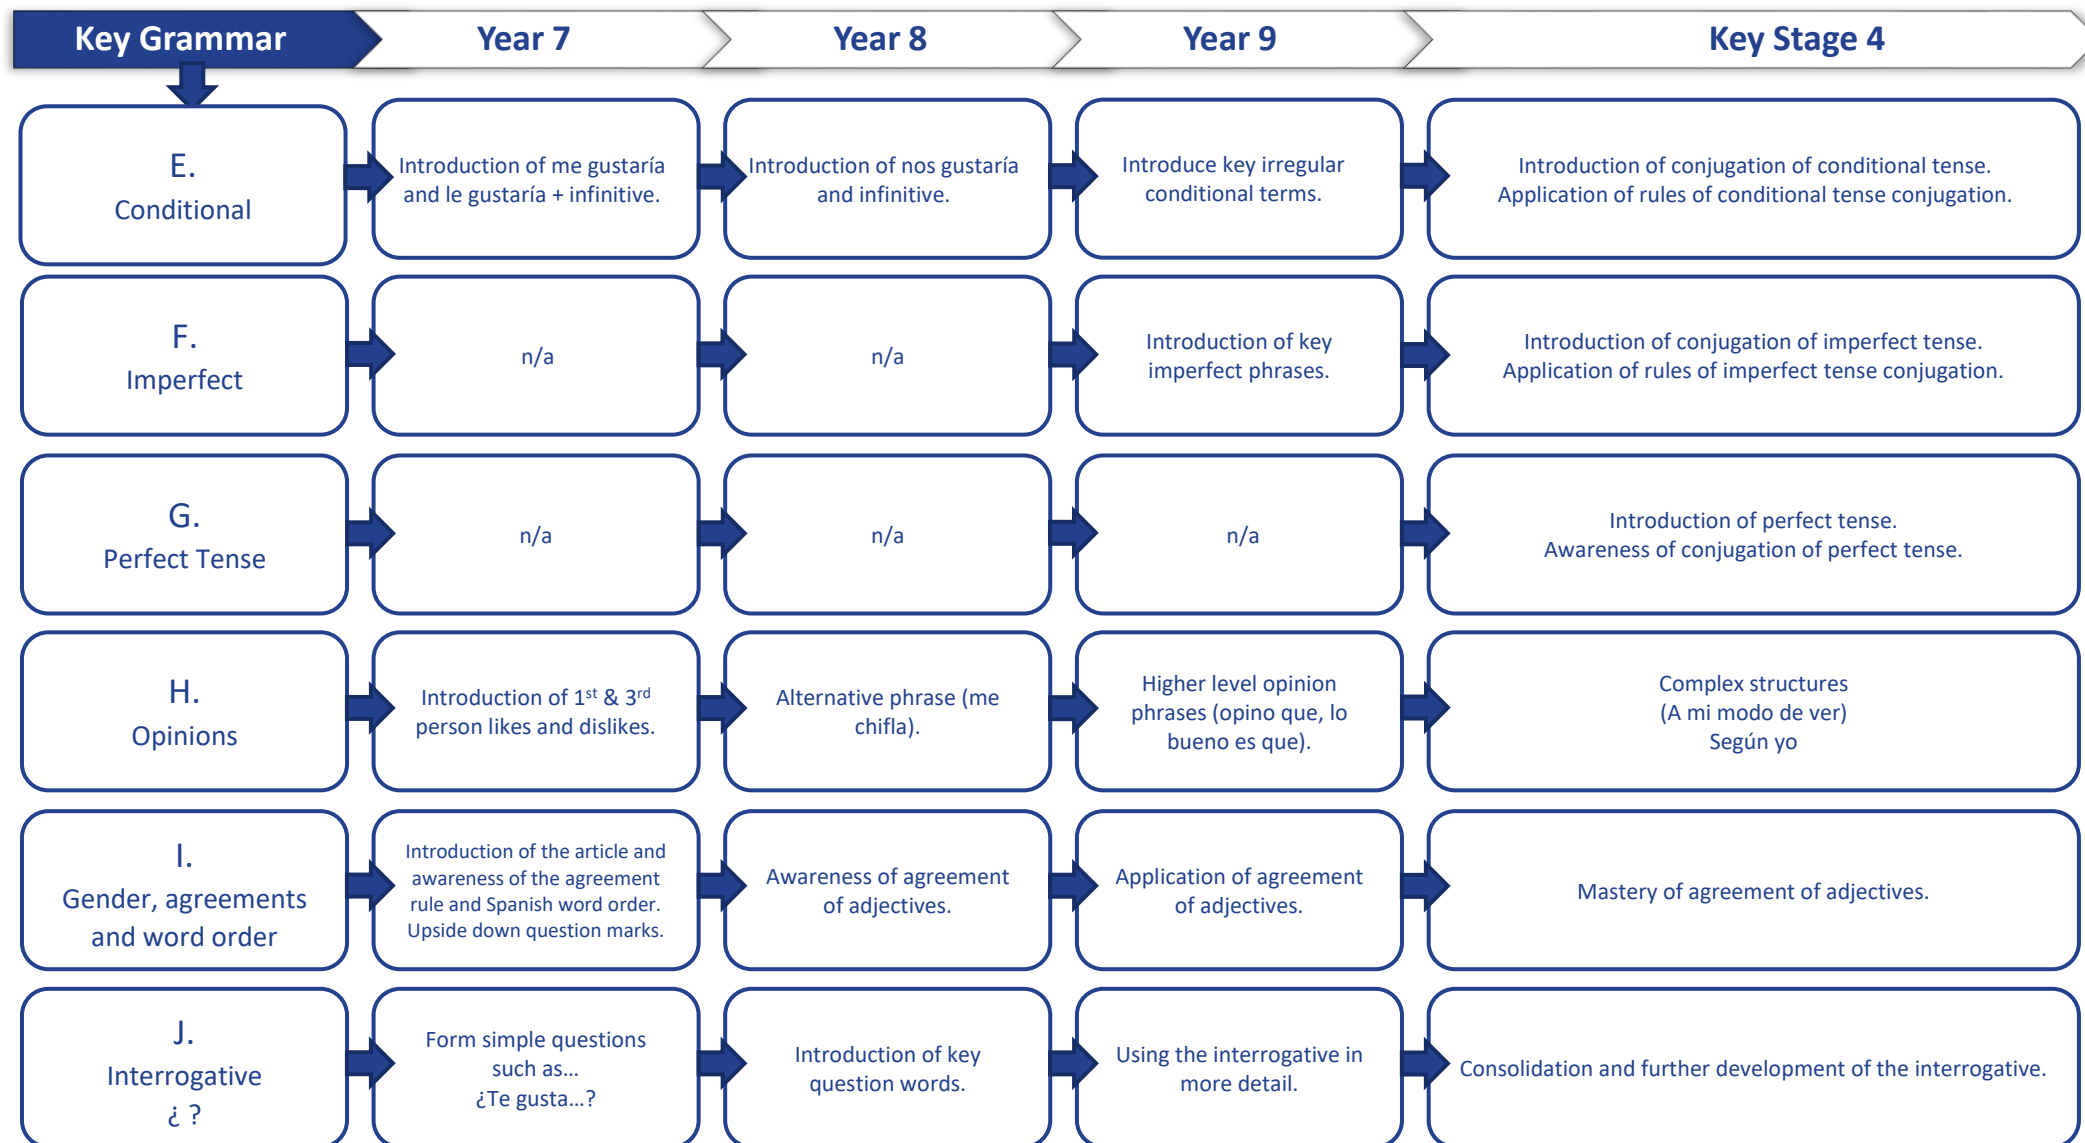 Key Grammar
Year 7
Year 8
Year 9
Key Stage 4
E.
Conditional
Introduction of me gustaría
and le gustaría + infinitive.
Introduction of nos gustaría
and infinitive.
Introduce key irregular
conditional terms.
Introduction of conjugation of conditional tense.
Application of rules of conditional tense conjugation.
F.
Imperfect
n/a
n/a
Introduction of key
imperfect phrases.
Introduction of conjugation of imperfect tense.
Application of rules of imperfect tense conjugation.
G.
Perfect Tense
n/a
n/a
n/a
Introduction of perfect tense.
Awareness of conjugation of perfect tense.
H.
Opinions
Introduction of 1st & 3rd
person likes and dislikes.
Alternative phrase (me
chifla).
Higher level opinion
phrases (opino que, lo
bueno es que).
Complex structures
(A mi modo de ver)
Según yo
I.
Gender, agreements
and word order
Introduction of the article and
awareness of the agreement
rule and Spanish word order.
Upside down question marks.
Awareness of agreement
of adjectives.
Application of agreement
of adjectives.
Mastery of agreement of adjectives.
J.
Interrogative
¿ ?
Form simple questions
such as...
¿Te gusta...?
Introduction of key
question words.
Using the interrogative in
more detail.
Consolidation and further development of the interrogative.